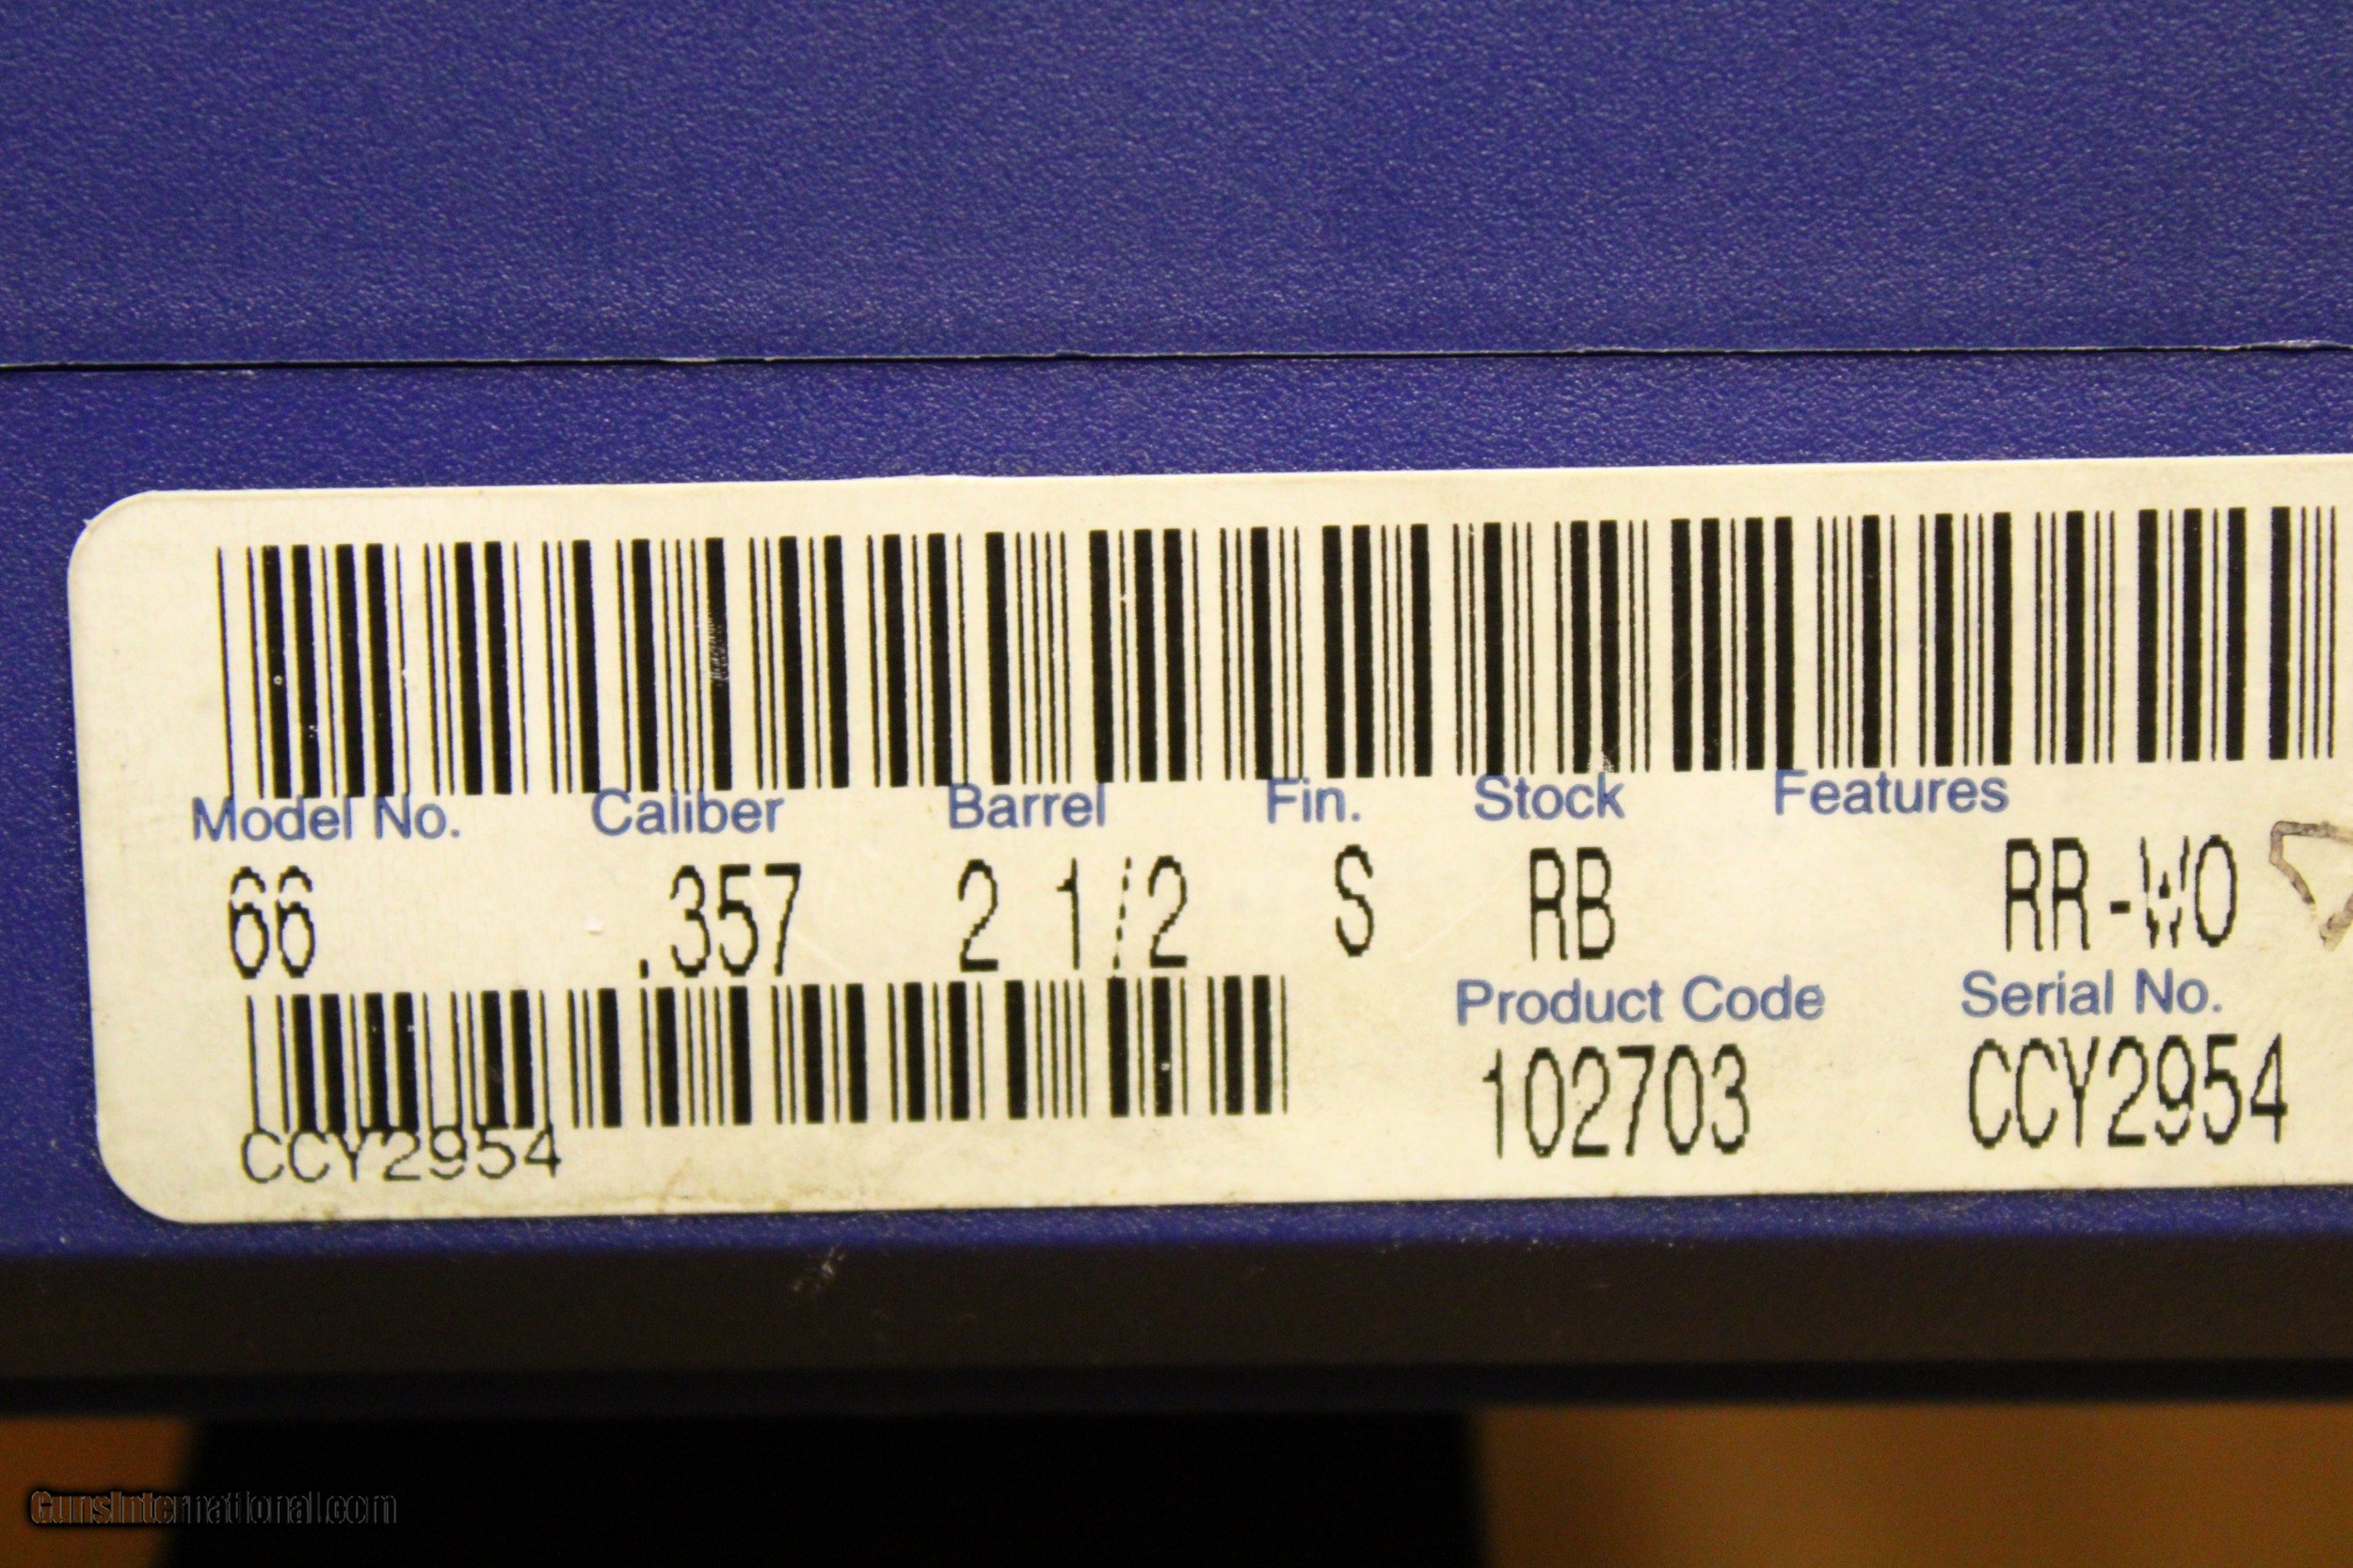 Model No. Caliber Barrel Fin. Stock Features
66 .357 2 1/2 S RB RR-WO
Product Code Serial No.
102703 CCY2954
CCY2954
GunsInternational.com